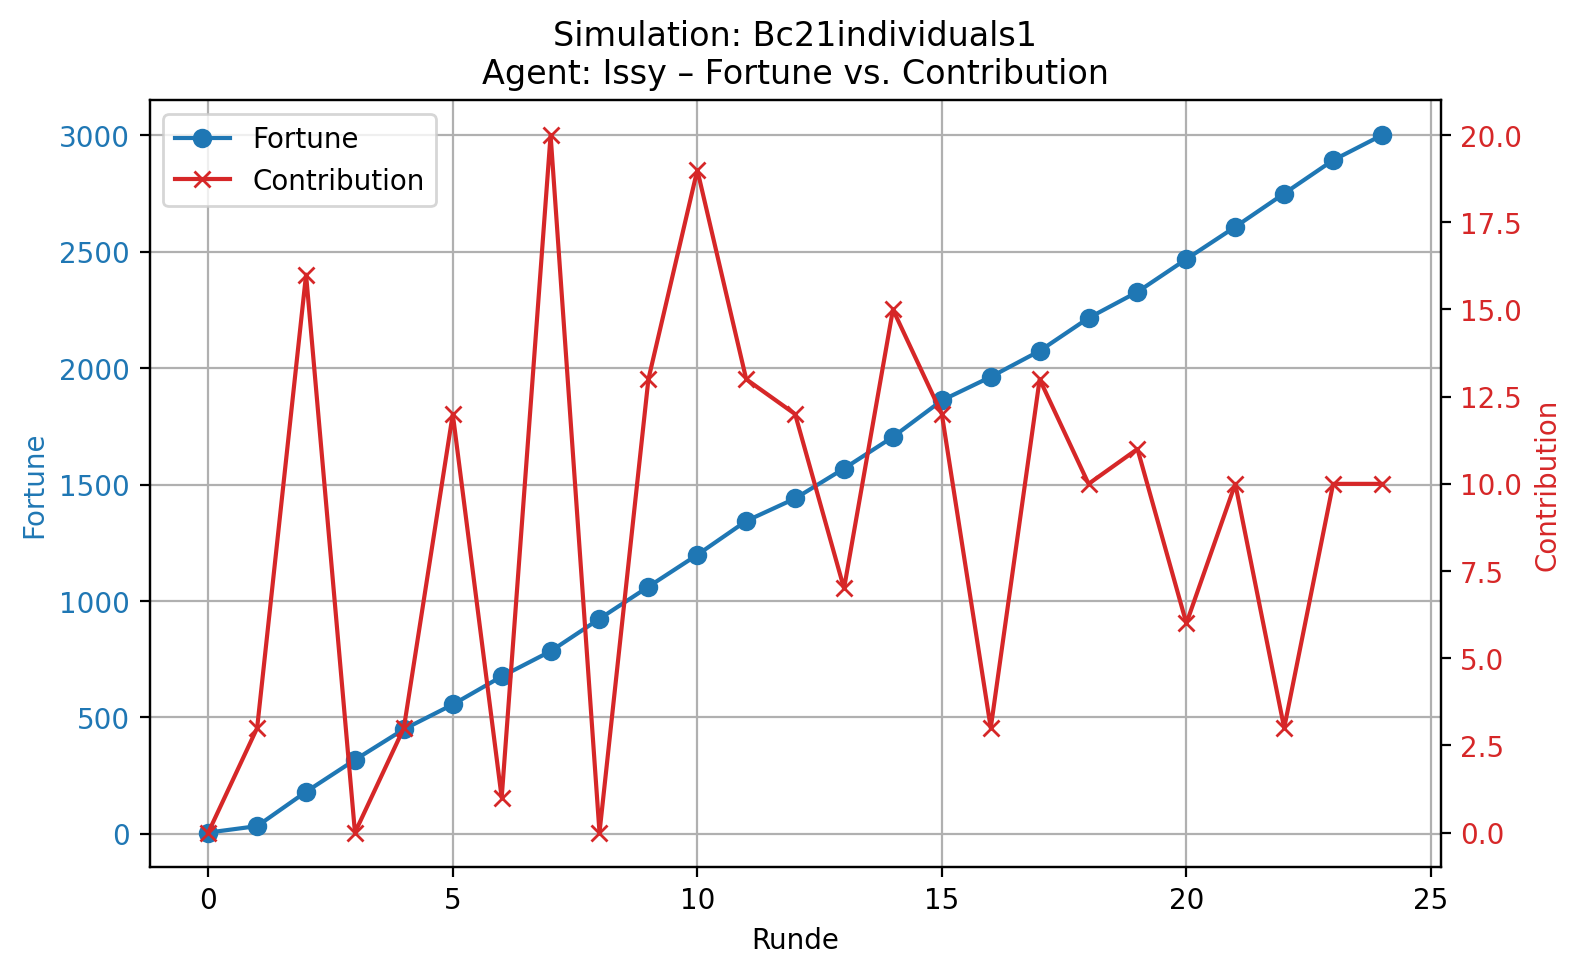 Simulation: Bc21individuals1
Agent: Issy – Fortune vs. Contribution
Fortune
Contribution
3000
2500
2000
1500
1000
500
0
Fortune
20.0
17.5
15.0
12.5
10.0
7.5
5.0
2.5
0.0
Contribution
0 5 10 15 20 25
Runde